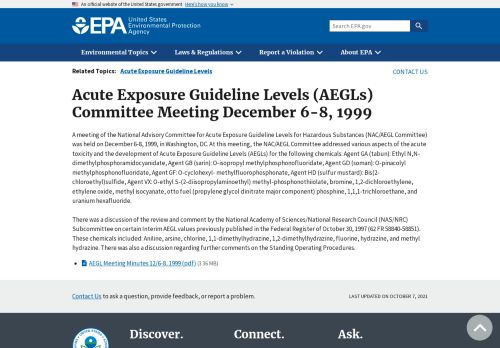 An official website of the United States government Here's how you know
EPA United States
Environmental Protection
Agency
Search EPA.gov
Environmental Topics
Laws & Regulations
Report a Violation
About EPA
Related Topics: Acute Exposure Guideline Levels
CONTACT US
Acute Exposure Guideline Levels (AEGLs)
Committee Meeting December 6-8, 1999
A meeting of the National Advisory Committee for Acute Exposure Guideline Levels for Hazardous Substances (NAC/AEGL Committee)
was held on December 6-8, 1999, in Washington, DC. At this meeting, the NAC/AEGL Committee addressed various aspects of the acute
toxicity and the development of Acute Exposure Guideline Levels (AEGLs) for the following chemicals: Agent GA (tabun): Ethyl N,N-
dimethylphosphoramidocyanidate, Agent GB (sarin): O-isopropyl methylphosphonofluoridate, Agent GD (soman): O-pinacolyl
methylphosphonofluoridate, Agent GF: O-cyclohexyl- methylfluorophosphonate, Agent HD (sulfur mustard): Bis(2-
chloroethyl)sulfide, Agent VX: O-ethyl S-(2-diisopropylaminoethyl) methyl-phosphonothiolate, bromine, 1,2-dichloroethylene,
ethylene oxide, methyl isocyanate, otto fuel (propylene glycol dinitrate major component) phosphine, 1,1,1-trichloroethane, and
uranium hexafluoride.
There was a discussion of the review and comment by the National Academy of Sciences/National Research Council (NAS/NRC)
Subcommittee on certain Interim AEGL values previously published in the Federal Register of October 30, 1997 (62 FR 58840-58851).
These chemicals included: Aniline, arsine, chlorine, 1,1-dimethylhydrazine, 1,2-dimethylhydrazine, fluorine, hydrazine, and methyl
hydrazine. There was also a discussion regarding further comments on the Standing Operating Procedures.
AEGL Meeting Minutes 12/6-8, 1999 (pdf) (3.36 MB)
Contact Us to ask a question, provide feedback, or report a problem.
LAST UPDATED ON OCTOBER 7, 2021
Discover.
Connect.
Ask.